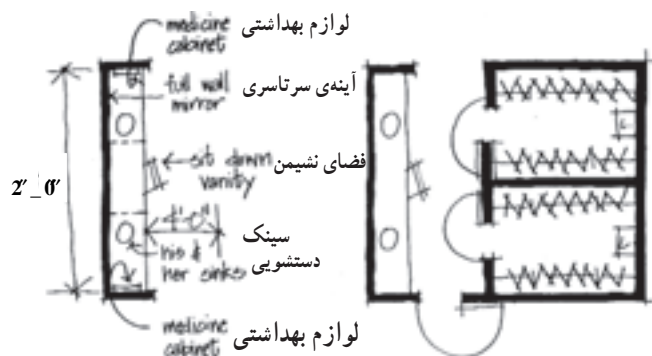 medicine cabinet لوازم بهداشتی
full wall mirror آینه‌ی سرتاسری
sit down vanity فضای نشیمن
2'_0'
4'-0"
his & her sinks سینک دستشویی
medicine cabinet لوازم بهداشتی